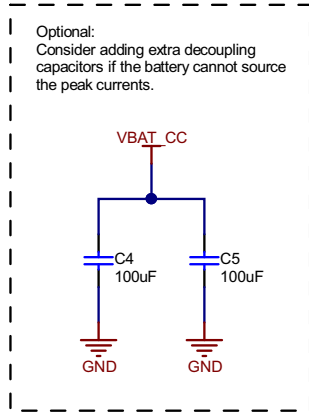 Optional:
Consider adding extra decoupling
capacitors if the battery cannot source
the peak currents.
VBAT_CC
C4
100uF
C5
100uF
GND
GND